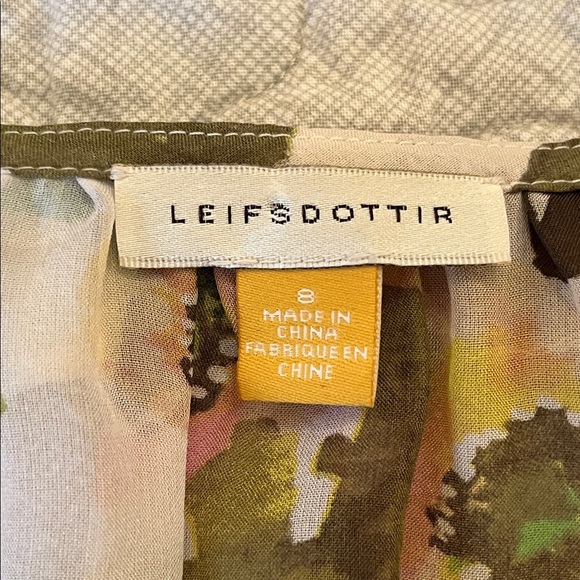 LEIFSDOTTIR
8
MADE IN
CHINA
FABRIQUE EN
CHINE